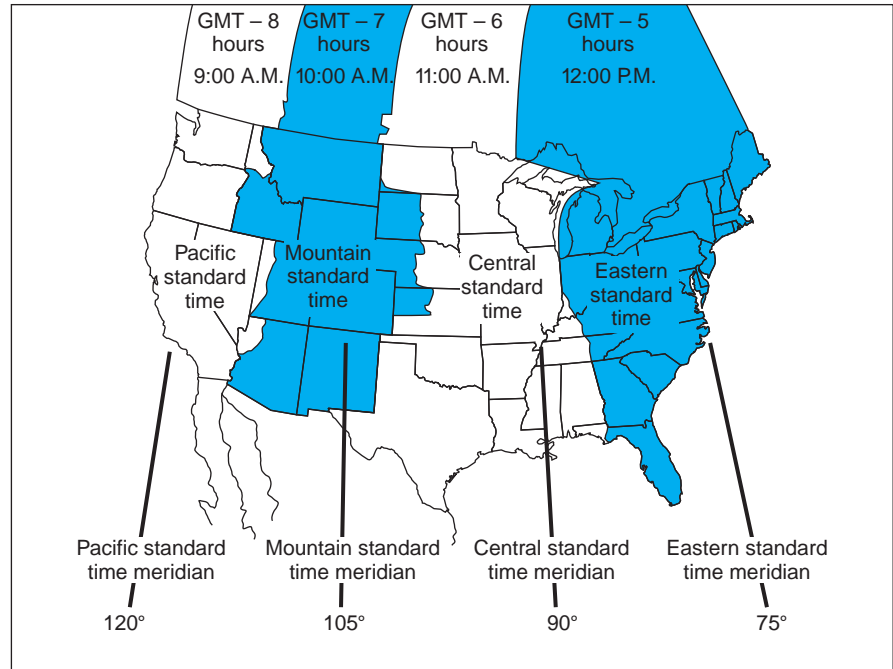 GMT – 8
hours
9:00 A.M.
GMT – 7
hours
10:00 A.M.
GMT – 6
hours
11:00 A.M.
GMT – 5
hours
12:00 P.M.
Pacific
standard
time
Mountain
standard
time
Central
standard
time
Eastern
standard
time
Pacific standard
time meridian
120°
Mountain standard
time meridian
105°
Central standard
time meridian
90°
Eastern standard
time meridian
75°